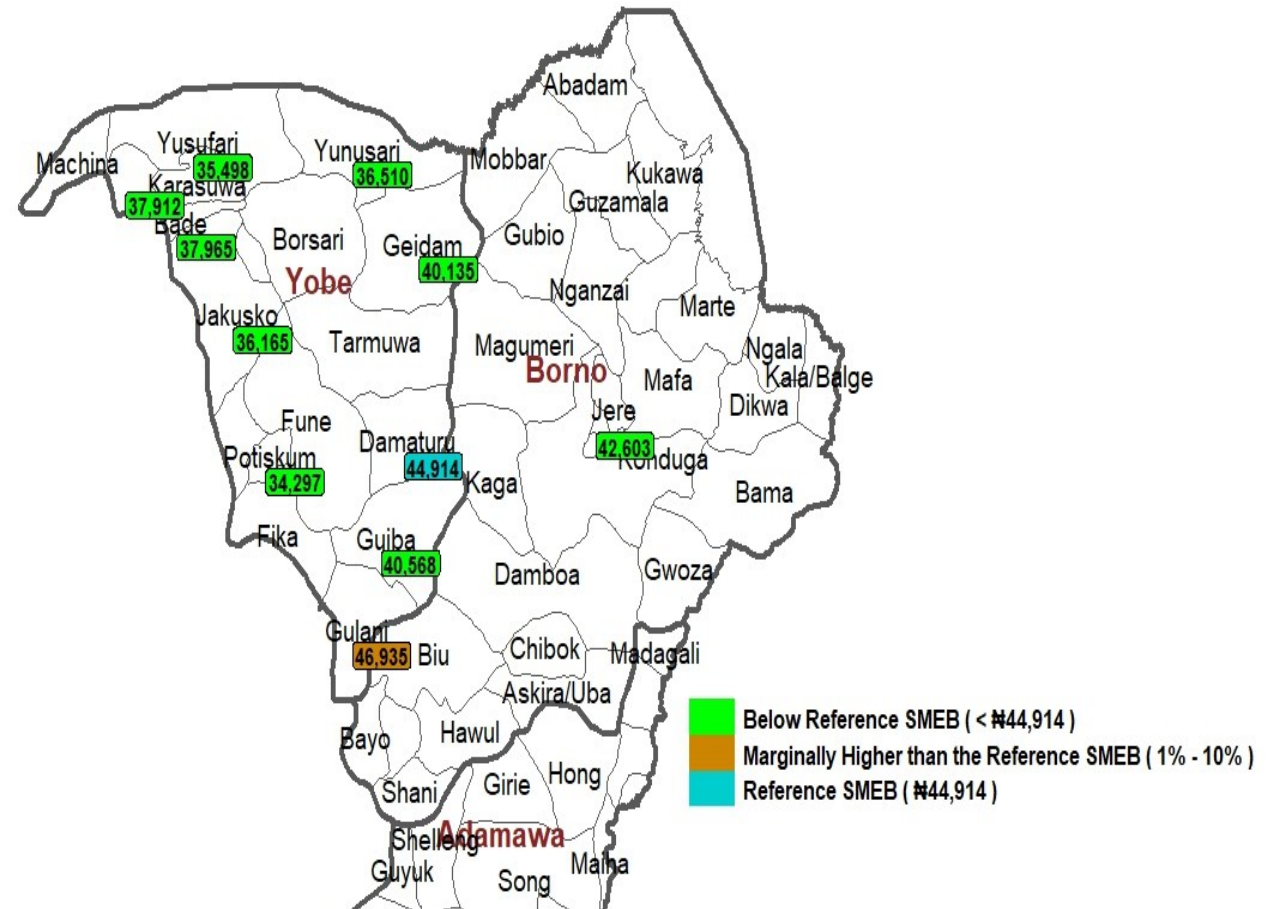 Abadam
Yusufari
Yunusari
Mobbar
Machina
35,498
36,510
Kukawa
Karasuwa
37,912
Guzamala
Bade
37,965
Borsari
Geidam
Gubio
40,135
Yobe
Nganzai
Marte
Jakusko
36,165
Tarmuwa
Magumeri
Ngala
Borno
Mafa
Kala/Balge
Jere
Dikwa
Fune
Damaturu
42,603
Potiskum
44,914
Konduga
34,297
Kaga
Bama
Fika
Gujba
40,568
Damboa
Gwoza
Gulani
46,935
Biu
Chibok
Madagali
Askira/Uba
Bayo
Hawul
Below Reference SMEB ( < ₦44,914 )
Marginally Higher than the Reference SMEB ( 1% - 10% )
Reference SMEB ( ₦44,914 )
Hong
Girie
Shani
Adamawa
Shelleng
Guyuk
Maiha
Song